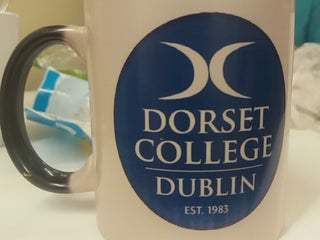 DORSET
COLLEGE
DUBLIN
EST. 1983